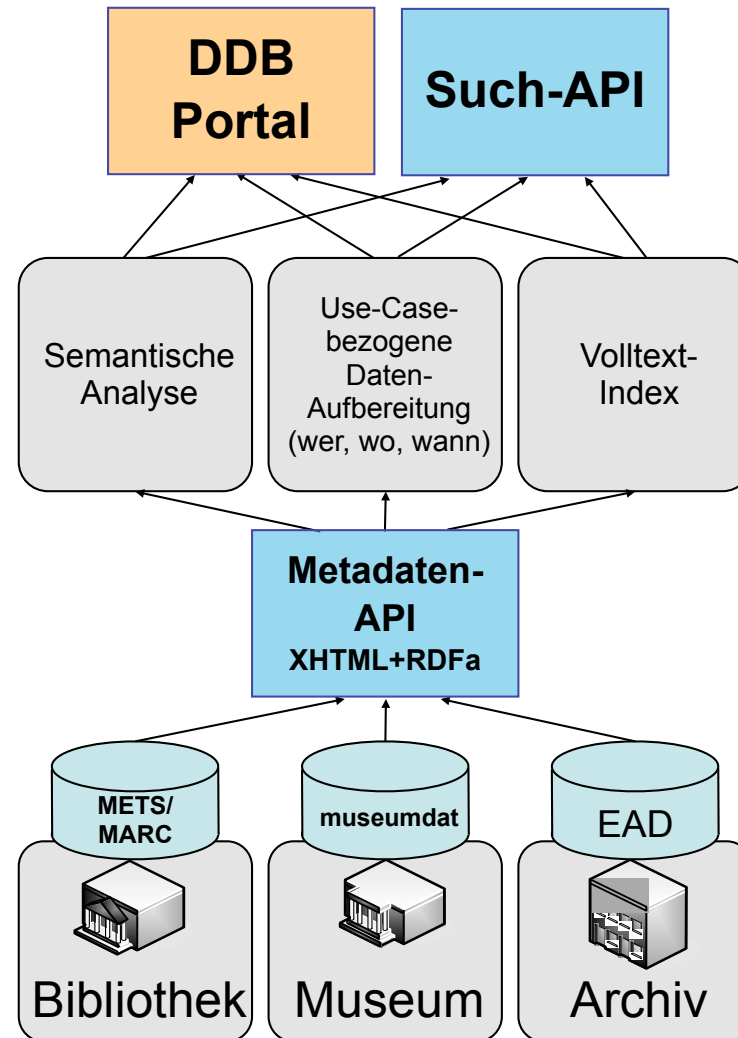 DDB
Portal
Such-API
Semantische
Analyse
Use-Case-
bezogene
Daten-
Aufbereitung
(wer, wo, wann)
Volltext-
Index
Metadaten-
API
XHTML+RDFa
METS/
MARC
museumdat
EAD
Bibliothek
Museum
Archiv